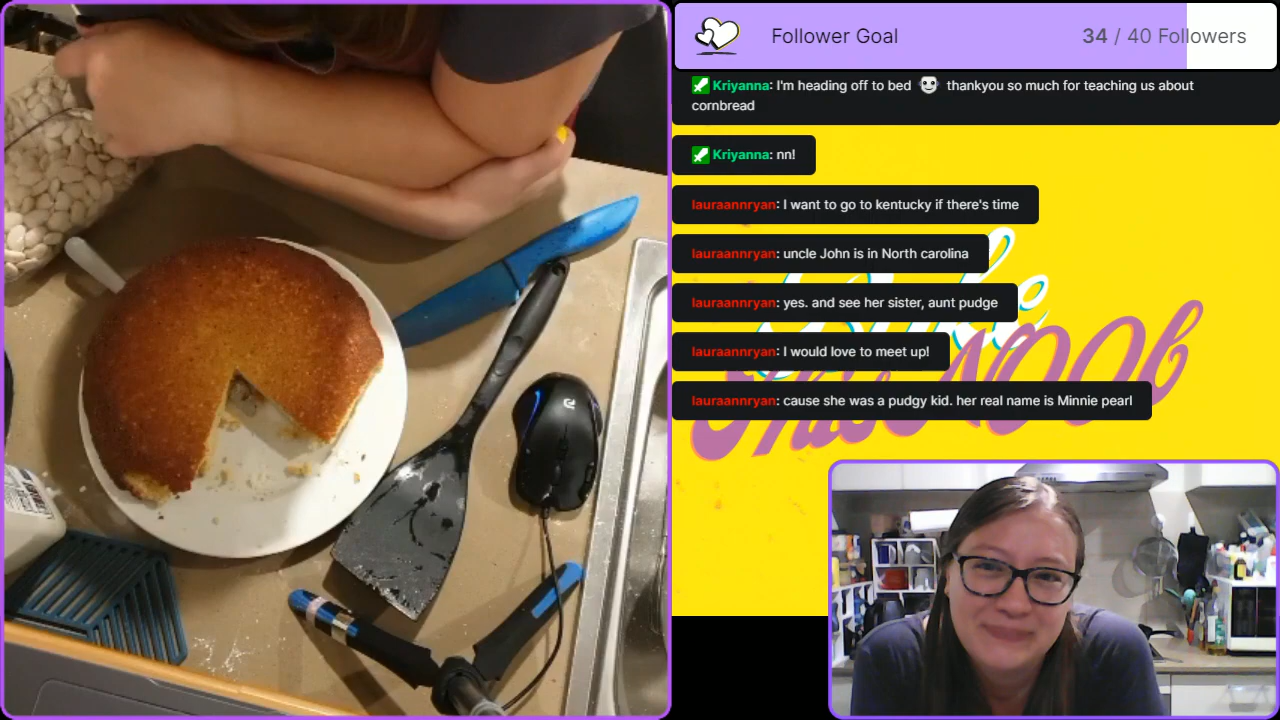 Follower Goal
34 / 40 Followers
Kriyanna: I'm heading off to bed thankyou so much for teaching us about
cornbread
Kriyanna: nn!
lauraannryan: I want to go to kentucky if there's time
lauraannryan: uncle John is in North carolina
lauraannryan: yes. and see her sister, aunt pudge
lauraannryan: I would love to meet up!
lauraannryan: cause she was a pudgy kid. her real name is Minnie pearl
NOOb